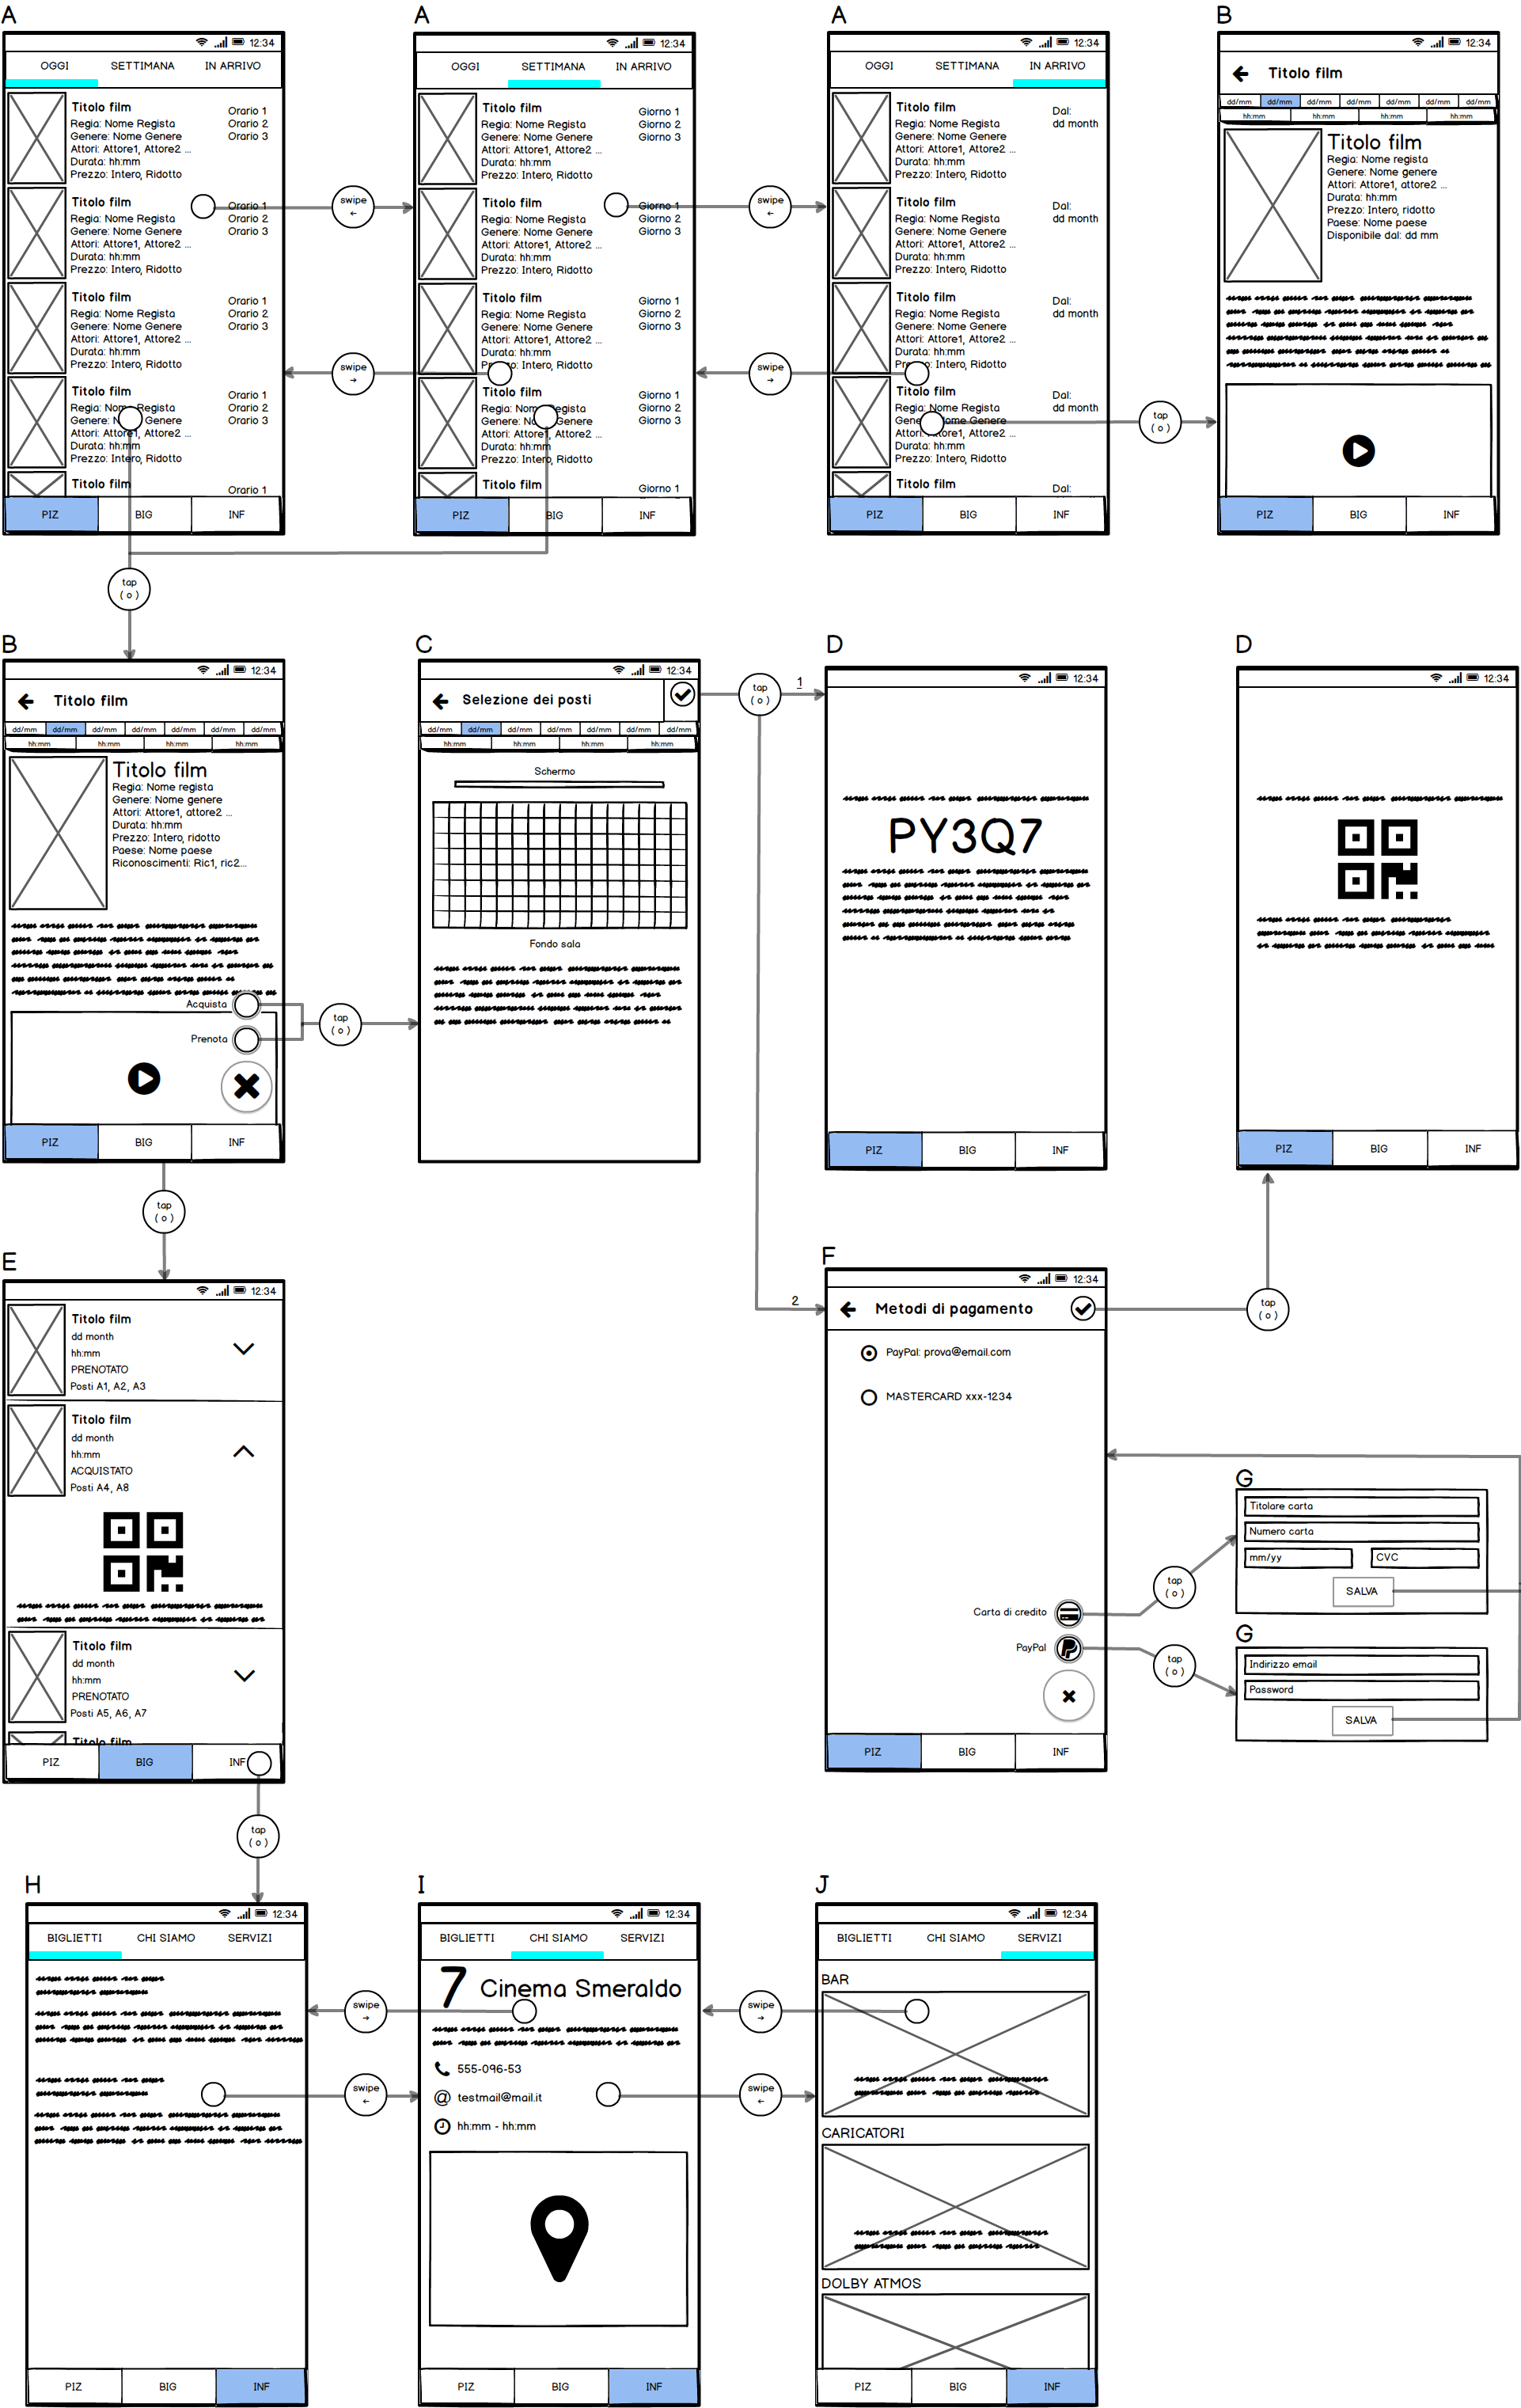 A
12:34
OGGI SETTIMANA IN ARRIVO
Titolo film
Regia: Nome Regista
Genere: Nome Genere
Attori: Attore1, Attore2 ...
Durata: hh:mm
Prezzo: Intero, Ridotto
Orario 1
Orario 2
Orario 3
Titolo film
Regia: Nome Regista
Genere: Nome Genere
Attori: Attore1, Attore2 ...
Durata: hh:mm
Prezzo: Intero, Ridotto
Orario 1
Orario 2
Orario 3
Titolo film
Regia: Nome Regista
Genere: Nome Genere
Attori: Attore1, Attore2 ...
Durata: hh:mm
Prezzo: Intero, Ridotto
Orario 1
Orario 2
Orario 3
Titolo film
Regia: Nome Regista
Genere: Nome Genere
Attori: Attore1, Attore2 ...
Durata: hh:mm
Prezzo: Intero, Ridotto
Orario 1
Orario 2
Orario 3
Titolo film
Orario 1
PIZ BIG INF
swipe
←
swipe
→
A
12:34
OGGI SETTIMANA IN ARRIVO
Titolo film
Regia: Nome Regista
Genere: Nome Genere
Attori: Attore1, Attore2 ...
Durata: hh:mm
Prezzo: Intero, Ridotto
Giorno 1
Giorno 2
Giorno 3
Titolo film
Regia: Nome Regista
Genere: Nome Genere
Attori: Attore1, Attore2 ...
Durata: hh:mm
Prezzo: Intero, Ridotto
Giorno 1
Giorno 2
Giorno 3
Titolo film
Regia: Nome Regista
Genere: Nome Genere
Attori: Attore1, Attore2 ...
Durata: hh:mm
Prezzo: Intero, Ridotto
Giorno 1
Giorno 2
Giorno 3
Titolo film
Regia: Nome Regista
Genere: Nome Genere
Attori: Attore1, Attore2 ...
Durata: hh:mm
Prezzo: Intero, Ridotto
Giorno 1
Giorno 2
Giorno 3
Titolo film
Giorno 1
PIZ BIG INF
swipe
←
swipe
→
A
12:34
OGGI SETTIMANA IN ARRIVO
Titolo film
Regia: Nome Regista
Genere: Nome Genere
Attori: Attore1, Attore2 ...
Durata: hh:mm
Prezzo: Intero, Ridotto
Dal:
dd month
Titolo film
Regia: Nome Regista
Genere: Nome Genere
Attori: Attore1, Attore2 ...
Durata: hh:mm
Prezzo: Intero, Ridotto
Dal:
dd month
Titolo film
Regia: Nome Regista
Genere: Nome Genere
Attori: Attore1, Attore2 ...
Durata: hh:mm
Prezzo: Intero, Ridotto
Dal:
dd month
Titolo film
Regia: Nome Regista
Genere: Nome Genere
Attori: Attore1, Attore2 ...
Durata: hh:mm
Prezzo: Intero, Ridotto
Dal:
dd month
Titolo film
Dal:
PIZ BIG INF
tap
( o )
B
12:34
Titolo film
dd/mm dd/mm dd/mm dd/mm dd/mm dd/mm dd/mm
hh:mm hh:mm hh:mm hh:mm
Titolo film
Regia: Nome regista
Genere: Nome genere
Attori: Attore1, attore2 ...
Durata: hh:mm
Prezzo: Intero, ridotto
Paese: Nome paese
Disponibile dal: dd mm
PIZ BIG INF
tap
( o )
B
12:34
Titolo film
dd/mm dd/mm dd/mm dd/mm dd/mm dd/mm dd/mm
hh:mm hh:mm hh:mm hh:mm
Titolo film
Regia: Nome regista
Genere: Nome genere
Attori: Attore1, attore2 ...
Durata: hh:mm
Prezzo: Intero, ridotto
Paese: Nome paese
Riconoscimenti: Ric1, ric2...
Acquista
Prenota
PIZ BIG INF
tap
( o )
C
12:34
Selezione dei posti
dd/mm dd/mm dd/mm dd/mm dd/mm dd/mm dd/mm
hh:mm hh:mm hh:mm hh:mm
Schermo
Fondo sala
tap
( o )
1
2
D
12:34
PY3Q7
PIZ BIG INF
D
12:34
PIZ BIG INF
tap
( o )
E
12:34
Titolo film
dd month
hh:mm
PRENOTATO
Posti A1, A2, A3
Titolo film
dd month
hh:mm
ACQUISTATO
Posti A4, A8
Titolo film
dd month
hh:mm
PRENOTATO
Posti A5, A6, A7
Titolo film
PIZ BIG INF
F
12:34
Metodi di pagamento
PayPal: prova@email.com
MASTERCARD xxx-1234
Carta di credito
PayPal
PIZ BIG INF
tap
( o )
tap
( o )
tap
( o )
G
Titolare carta
Numero carta
mm/yy CVC
SALVA
G
Indirizzo email
Password
SALVA
tap
( o )
H
12:34
BIGLIETTI CHI SIAMO SERVIZI
PIZ BIG INF
swipe
→
swipe
←
I
12:34
BIGLIETTI CHI SIAMO SERVIZI
7 Cinema Smeraldo
555-096-53
@ testmail@mail.it
hh:mm - hh:mm
PIZ BIG INF
swipe
→
swipe
←
J
12:34
BIGLIETTI CHI SIAMO SERVIZI
BAR
CARICATORI
DOLBY ATMOS
PIZ BIG INF